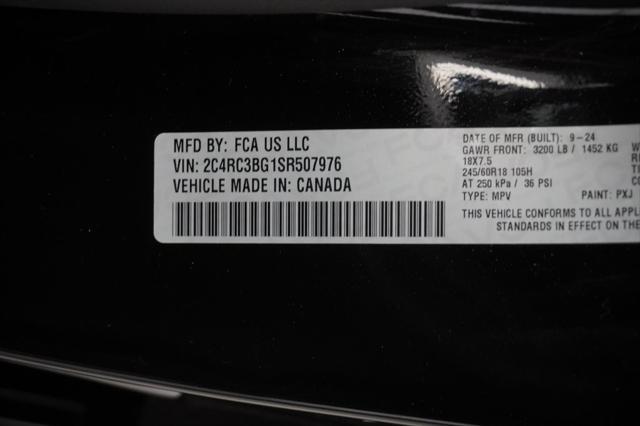 MFD BY: FCA US LLC
VIN: 2C4RC3BG1SR507976
VEHICLE MADE IN: CANADA
DATE OF MFR (BUILT): 9-24
GAWR FRONT: 3200 LB / 1452 KG
18X7.5
245/60R18 105H
AT 250 kPa / 36 PSI
TYPE: MPV PAINT: PXJ
THIS VEHICLE CONFORMS TO ALL APPL
STANDARDS IN EFFECT ON THE